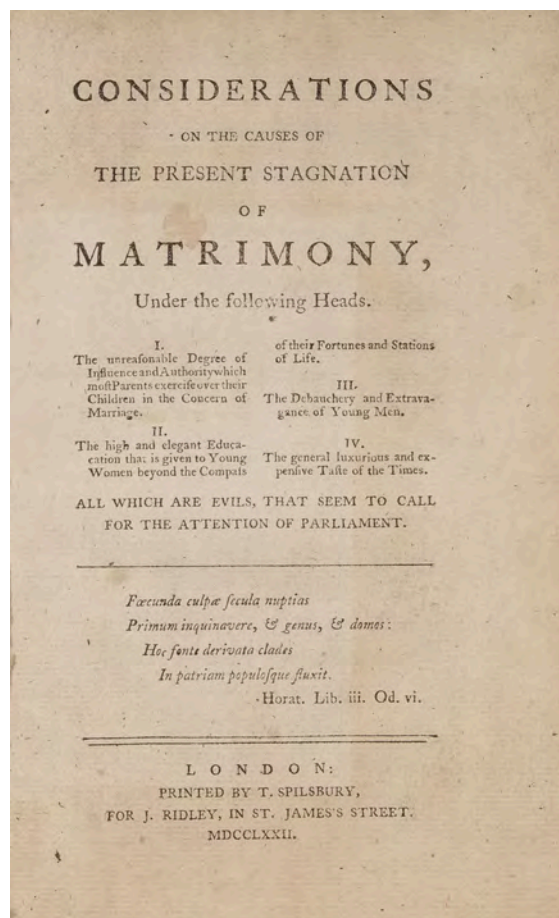 CONSIDERATIONS
ON THE CAUSES OF
THE PRESENT STAGNATION
OF
MATRIMONY,
Under the following Heads.
I.
The unreaſonable Degree of
Influence and Authority which
moſt Parents exerciſe over their
Children in the Concern of
Marriage.
II.
The high and elegant Educa-
cation that is given to Young
Women beyond the Compaſs
of their Fortunes and Stations
of Life.
III.
The Debauchery and Extrava-
gance of Young Men.
IV.
The general luxurious and ex-
penſive Taſte of the Times.
ALL WHICH ARE EVILS, THAT SEEM TO CALL
FOR THE ATTENTION OF PARLIAMENT.
Fœcunda culpæ ſecula nuptias
Primum inquinavere, & genus, & domos:
Hoc fonte derivata clades
In patriam populoſque fluxit.
Horat. Lib. iii. Od. vi.
LONDON:
PRINTED BY T. SPILSBURY,
FOR J. RIDLEY, IN ST. JAMES'S STREET.
MDCCLXXII.